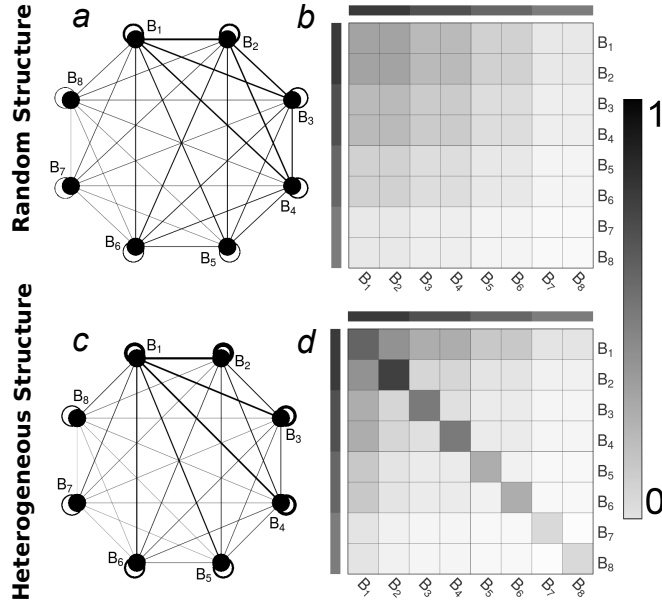 Random Structure
a
B1
B2
B3
B4
B5
B6
B7
B8
b
B1
B2
B3
B4
B5
B6
B7
B8
B1 B2 B3 B4 B5 B6 B7 B8
1
0
Heterogeneous Structure
c
B1
B2
B3
B4
B5
B6
B7
B8
d
B1
B2
B3
B4
B5
B6
B7
B8
B1 B2 B3 B4 B5 B6 B7 B8